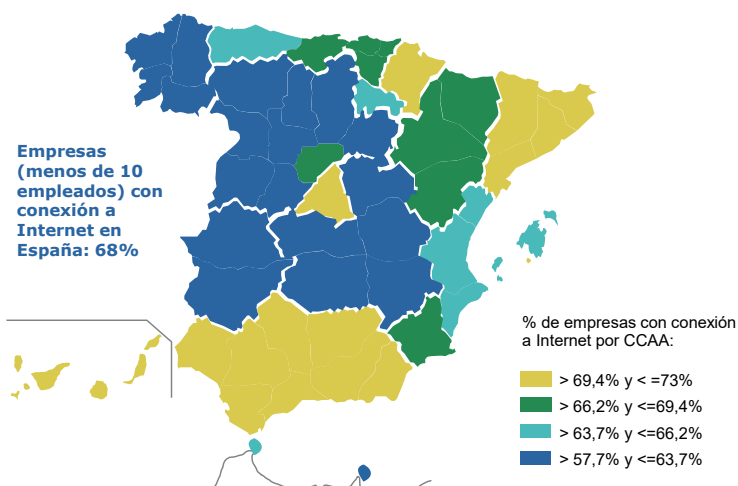 Empresas
(menos de 10
empleados) con
conexión a
Internet en
España: 68%
% de empresas con conexión
a Internet por CCAA:
> 69,4% y < =73%
> 66,2% y <=69,4%
> 63,7% y <=66,2%
> 57,7% y <=63,7%